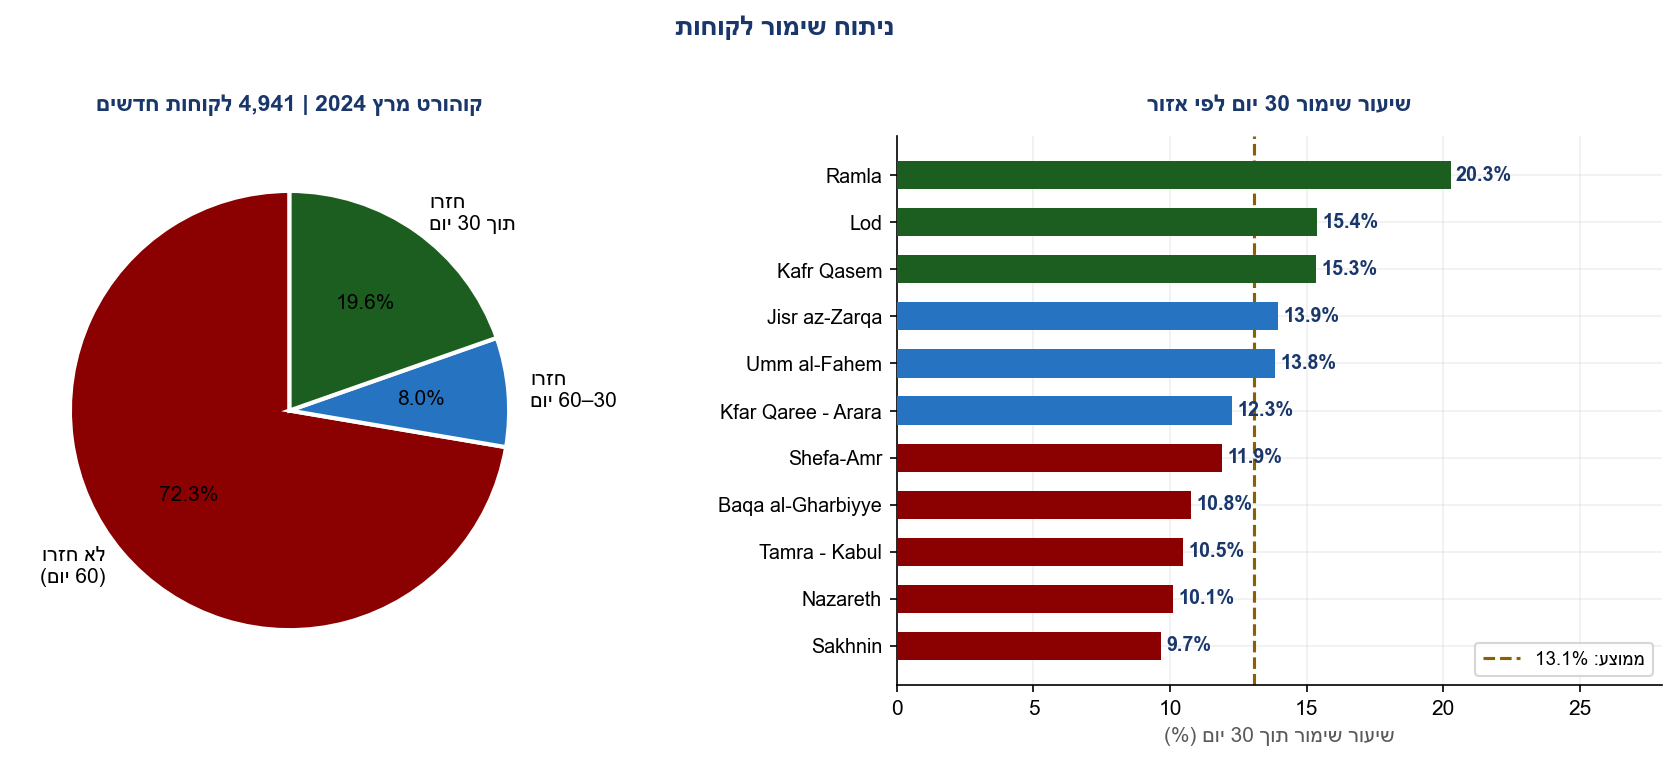 ניתוח שימור לקוחות
קוהורט מרץ 2024 | 4,941 לקוחות חדשים
חזרו
תוך 30 יום
19.6%
חזרו
30–60 יום
8.0%
72.3%
לא חזרו
(60 יום)
שיעור שימור 30 יום לפי אזור
Ramla 20.3%
Lod 15.4%
Kafr Qasem 15.3%
Jisr az-Zarqa 13.9%
Umm al-Fahem 13.8%
Kfar Qaree - Arara 12.3%
Shefa-Amr 11.9%
Baqa al-Gharbiyye 10.8%
Tamra - Kabul 10.5%
Nazareth 10.1%
Sakhnin 9.7%
ממוצע: 13.1%
0 5 10 15 20 25
שיעור שימור תוך 30 יום (%)